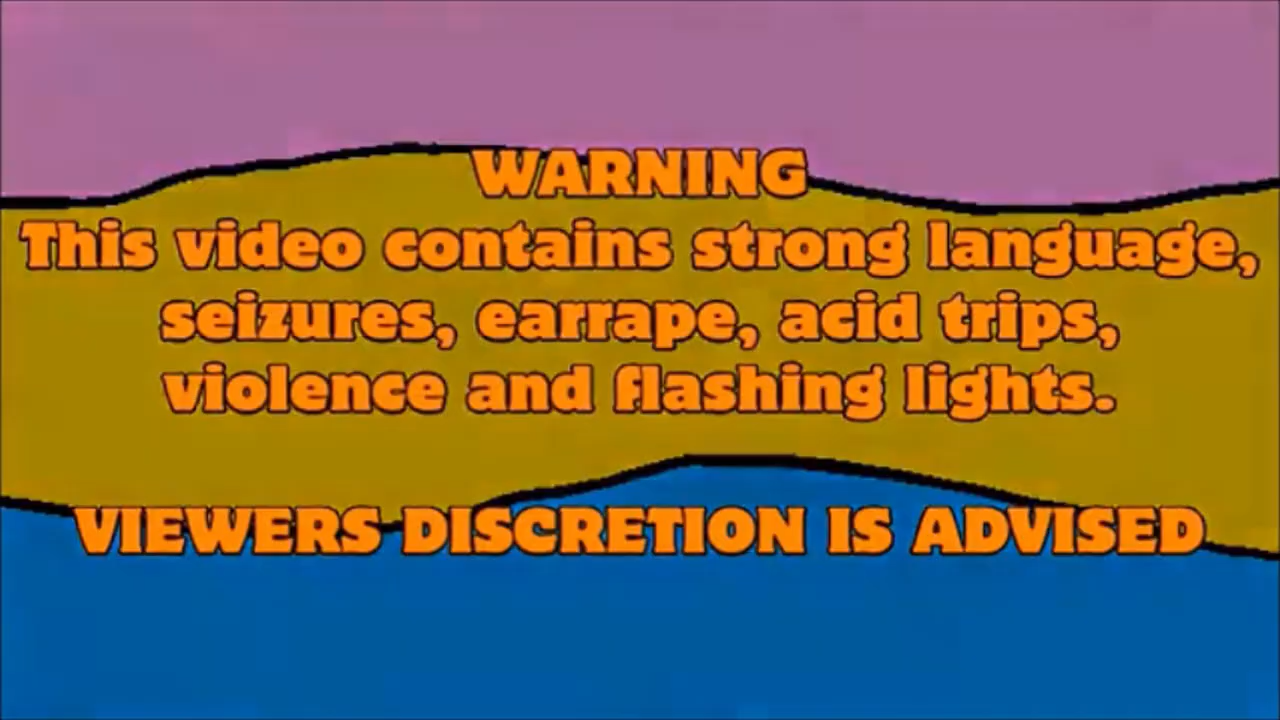 WARNING
This video contains strong language,
seizures, earrape, acid trips,
violence and flashing lights.
VIEWERS DISCRETION IS ADVISED